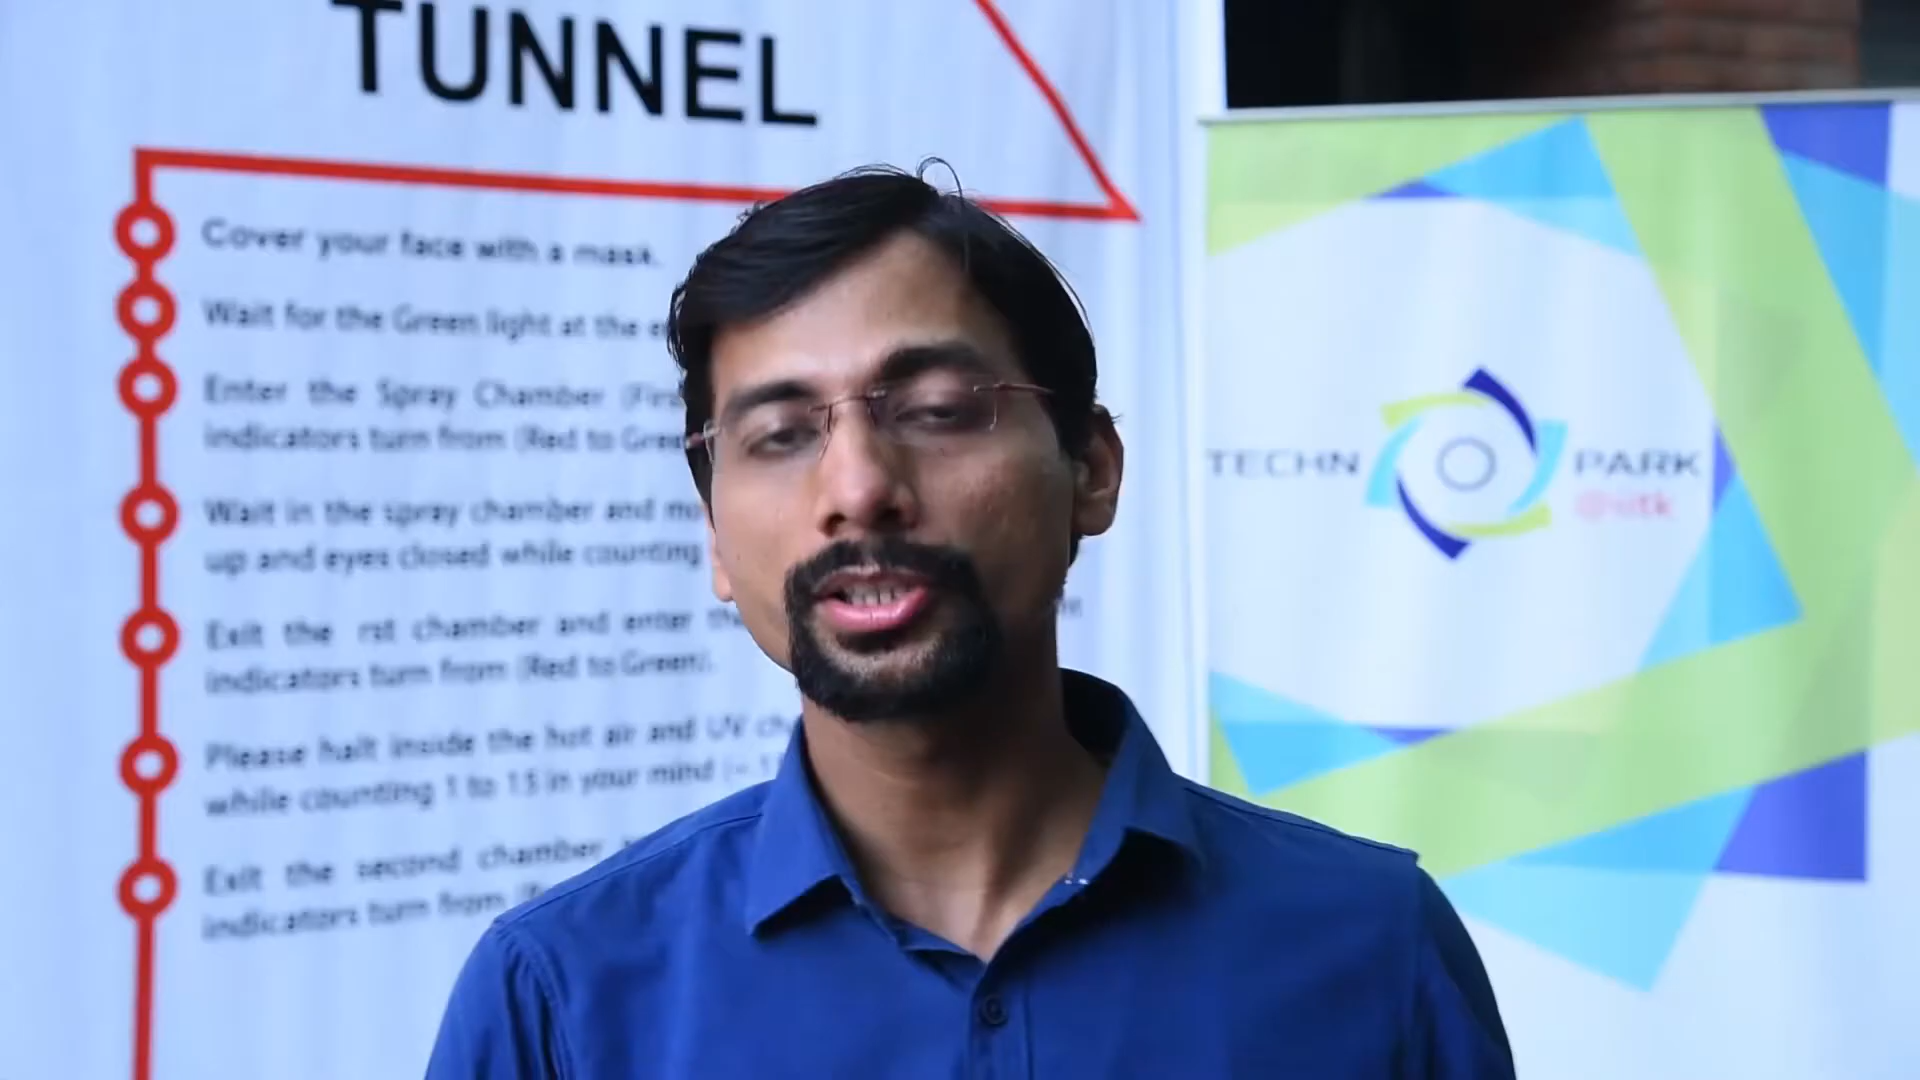 TUNNEL
Cover your face with a mask.
Wait for the Green light at the
Enter the Spray Chamber
indicators turn from (Red to Green
Wait in the spray chamber and
up and eyes closed while counting
Exit the rst chamber and enter
indicators turn from (Red to Green).
Please halt inside the hot air and UV
while counting 1 to 15 in your mind
Exit the second chamber
indicators turn from
TECHN PARK
@iitk